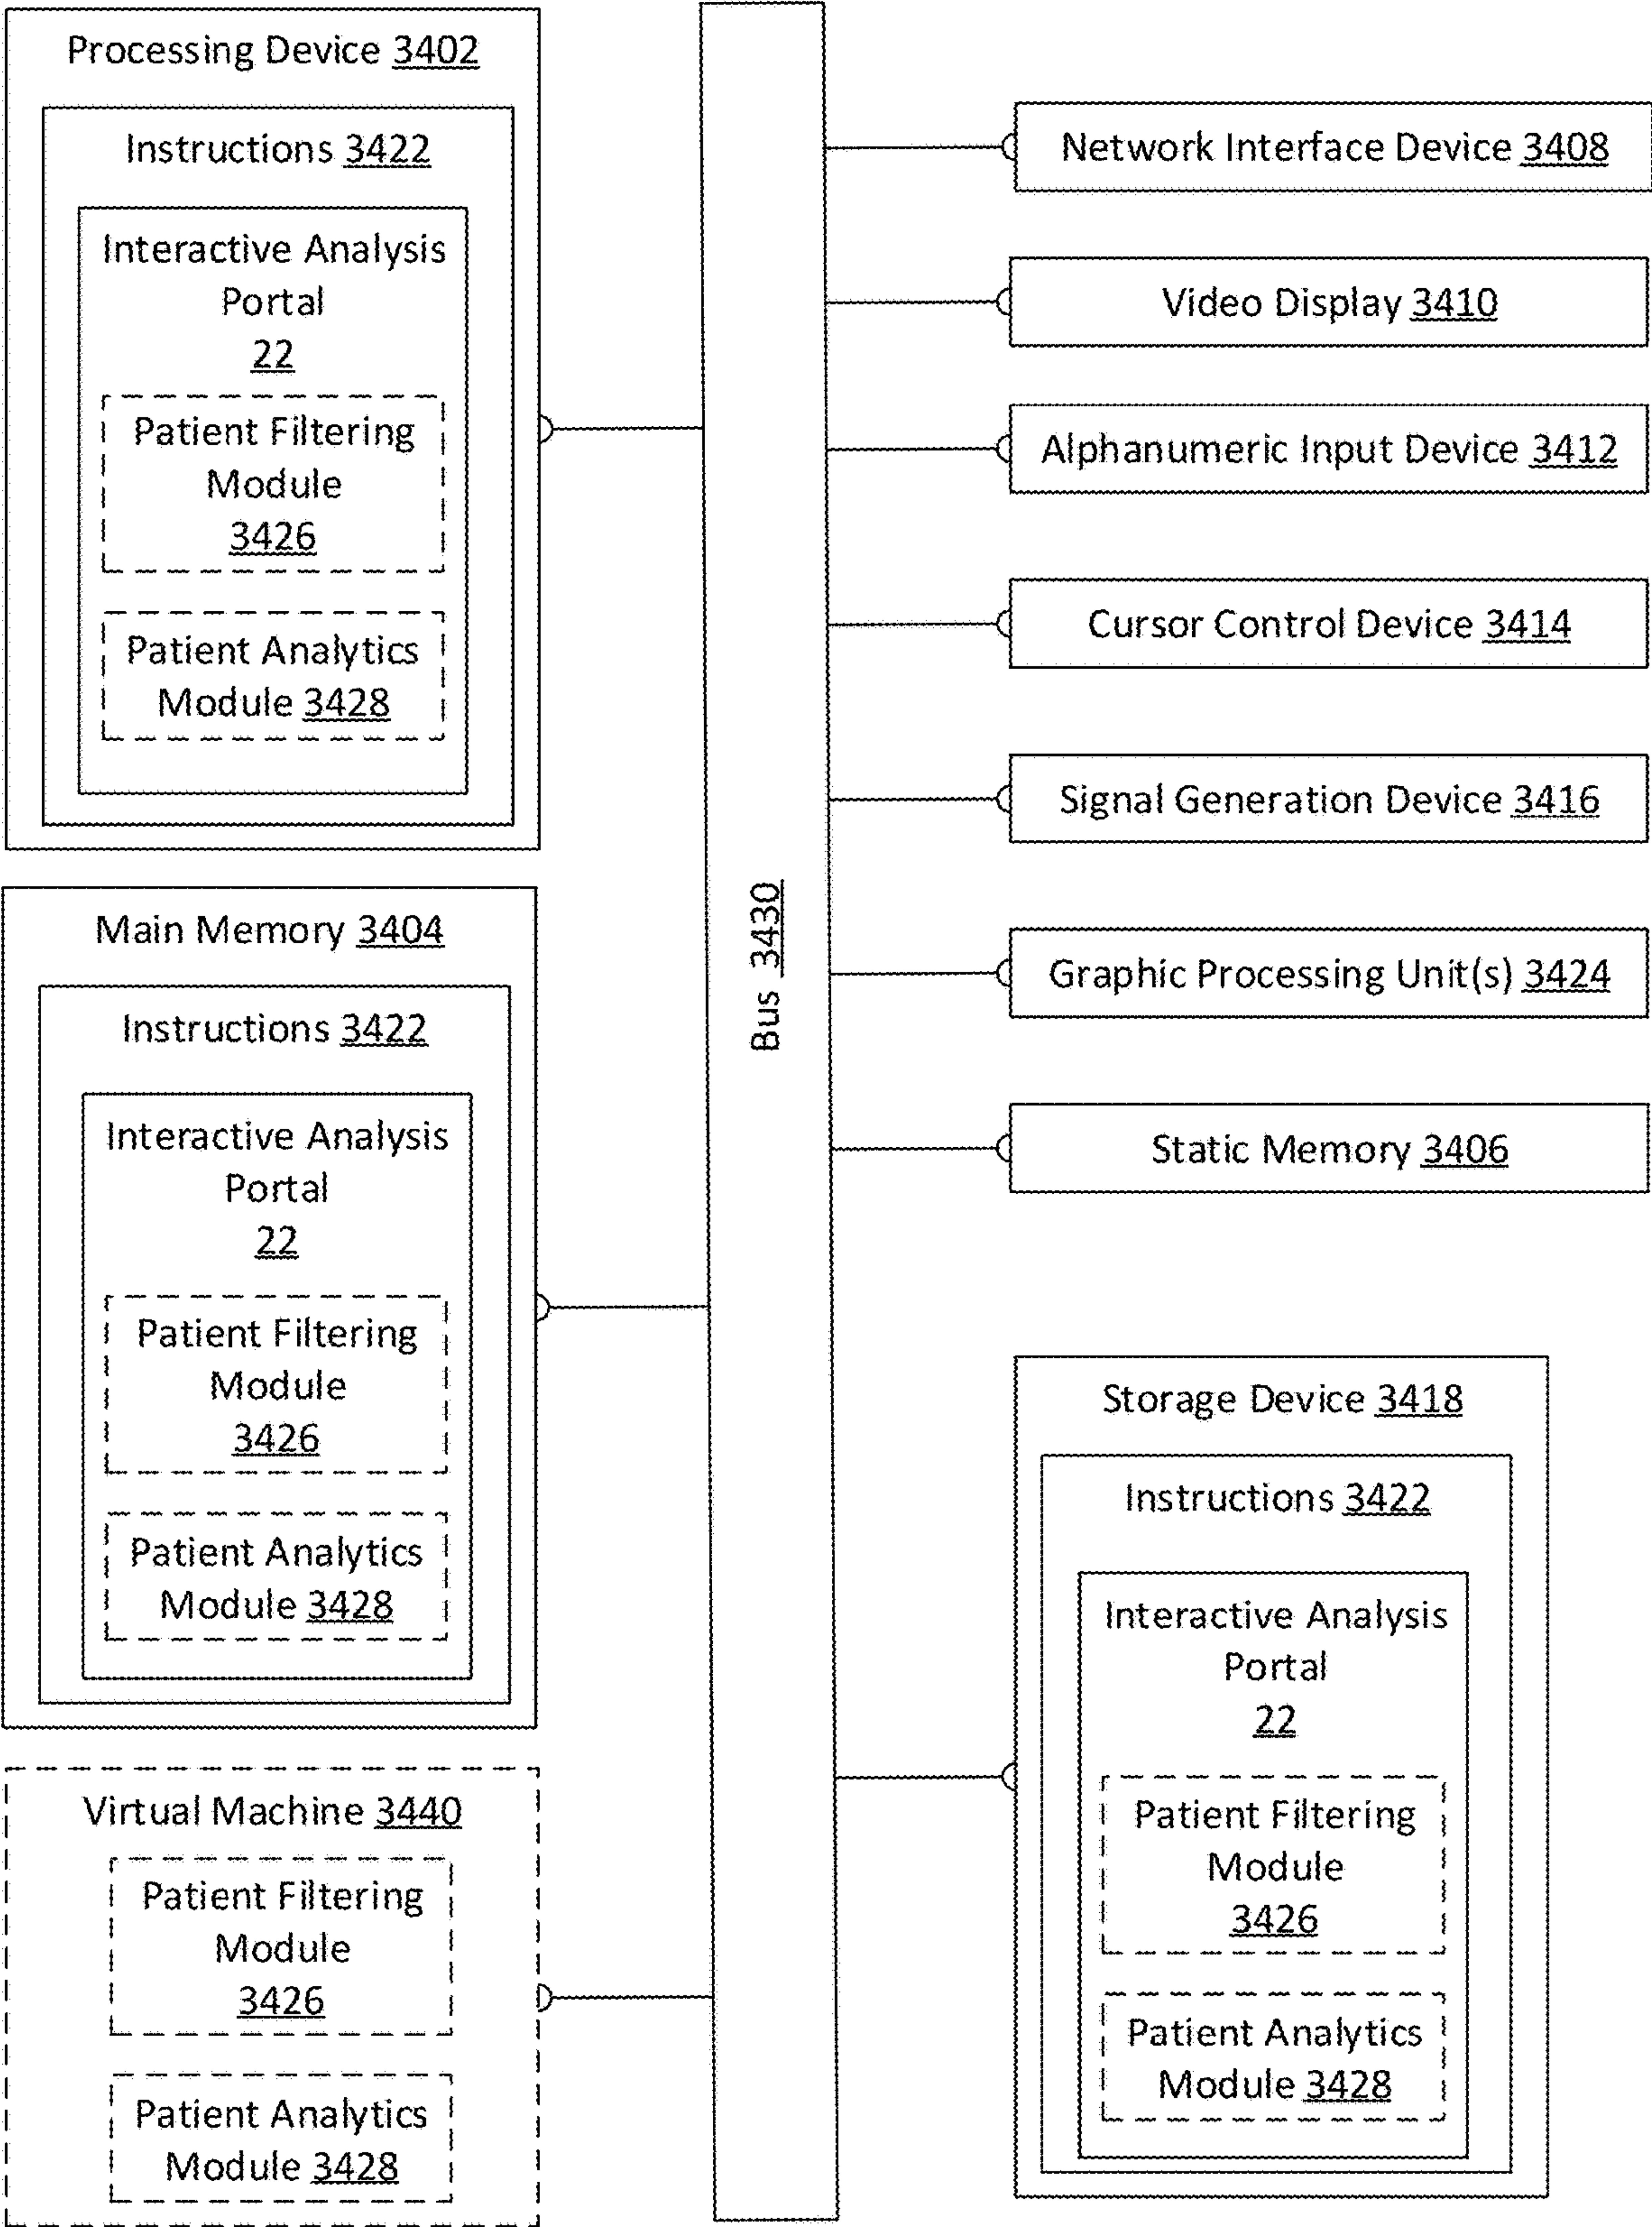 Processing Device 3402
Instructions 3422
Interactive Analysis
Portal
22
Patient Filtering
Module
3426
Patient Analytics
Module 3428
Main Memory 3404
Instructions 3422
Interactive Analysis
Portal
22
Patient Filtering
Module
3426
Patient Analytics
Module 3428
Virtual Machine 3440
Patient Filtering
Module
3426
Patient Analytics
Module 3428
Bus 3430
Network Interface Device 3408
Video Display 3410
Alphanumeric Input Device 3412
Cursor Control Device 3414
Signal Generation Device 3416
Graphic Processing Unit(s) 3424
Static Memory 3406
Storage Device 3418
Instructions 3422
Interactive Analysis
Portal
22
Patient Filtering
Module
3426
Patient Analytics
Module 3428